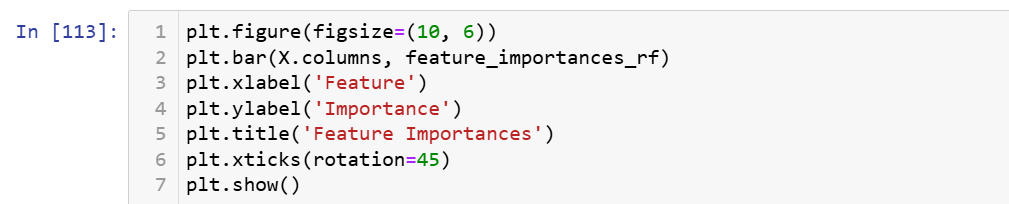 In [113]:
1 plt.figure(figsize=(10, 6))
2 plt.bar(X.columns, feature_importances_rf)
3 plt.xlabel('Feature')
4 plt.ylabel('Importance')
5 plt.title('Feature Importances')
6 plt.xticks(rotation=45)
7 plt.show()